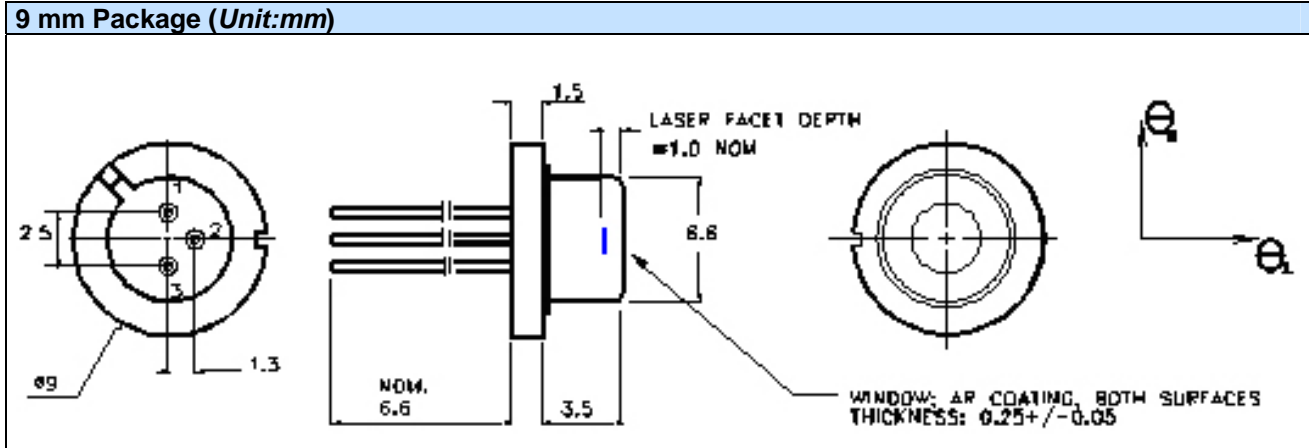 9 mm Package (Unit:mm)
1.5
LASER FACET DEPTH
=1.0 NOM
1
2
3
2.5
1.3
ø9
NOM.
6.6
3.5
6.6
WINDOW: AR COATING, BOTH SURFACES
THICKNESS: 0.25+/-0.05